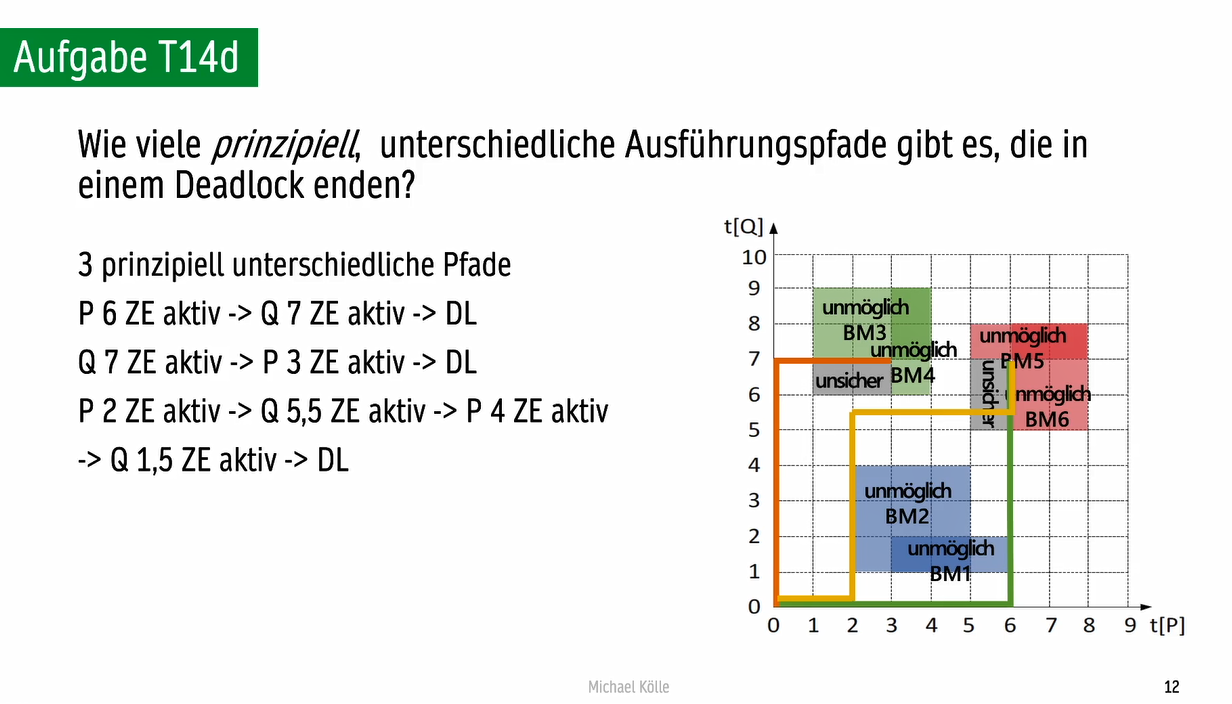 Aufgabe T14d
Wie viele prinzipiell, unterschiedliche Ausführungspfade gibt es, die in
einem Deadlock enden?
3 prinzipiell unterschiedliche Pfade
P 6 ZE aktiv -> Q 7 ZE aktiv -> DL
Q 7 ZE aktiv -> P 3 ZE aktiv -> DL
P 2 ZE aktiv -> Q 5,5 ZE aktiv -> P 4 ZE aktiv
-> Q 1,5 ZE aktiv -> DL
t[Q]
10
9
8
7
6
5
4
3
2
1
0
unmöglich
BM3
unmöglich
BM4
unsicher
unmöglich
BM5
unsicher
unmöglich
BM6
unmöglich
BM2
unmöglich
BM1
0 1 2 3 4 5 6 7 8 9 t[P]
Michael Kölle
12